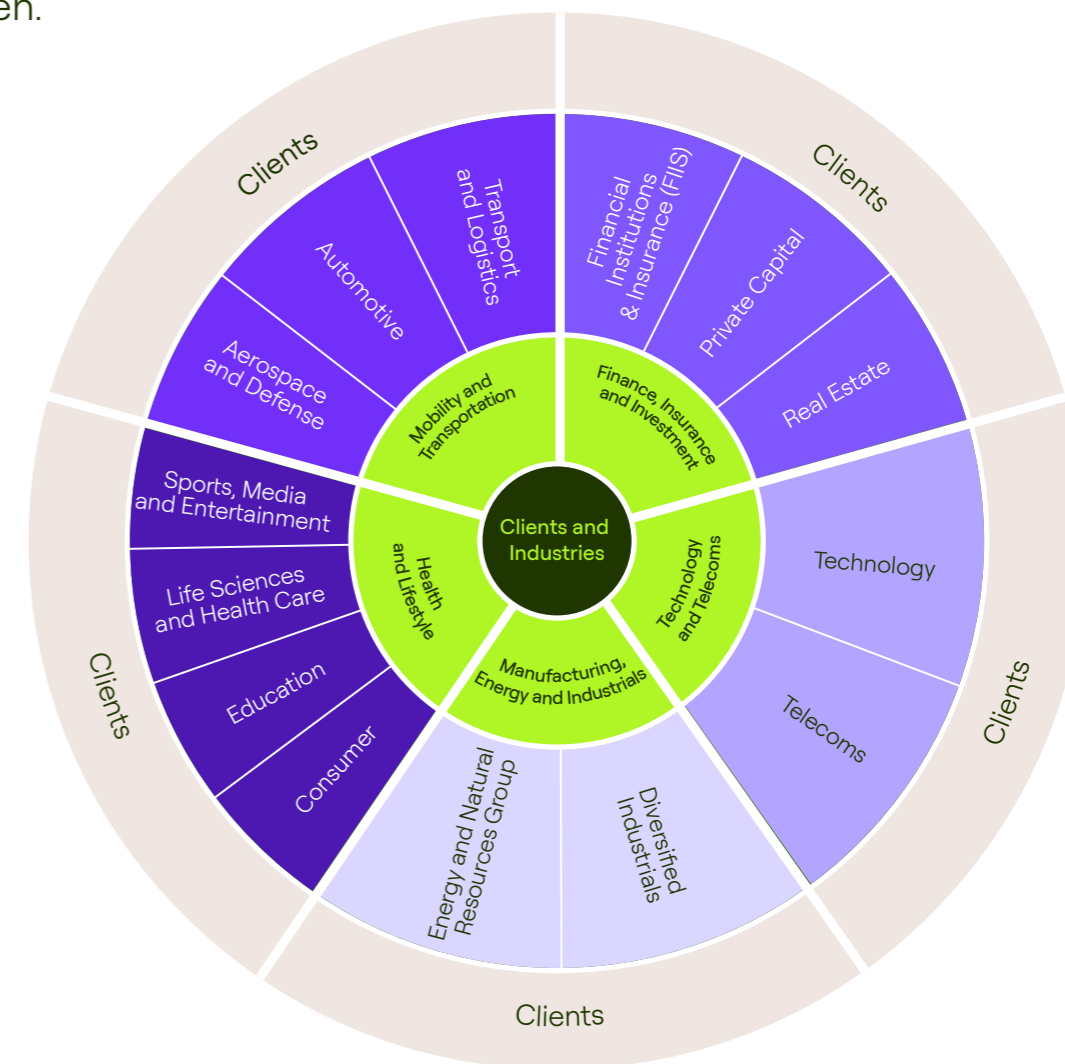 en.
Clients
Clients
Transport
and Logistics
Financial
Institutions
& Insurance (FIIS)
Automotive
Private Capital
Aerospace
and Defense
Real Estate
Mobility and
Transportation
Finance, Insurance
and Investment
Sports, Media
and Entertainment
Clients and
Industries
Technology
Life Sciences
and Health Care
Health
and Lifestyle
Technology
and Telecoms
Clients
Education
Manufacturing,
Energy and Industrials
Telecoms
Clients
Consumer
Energy and Natural
Resources Group
Diversified
Industrials
Clients